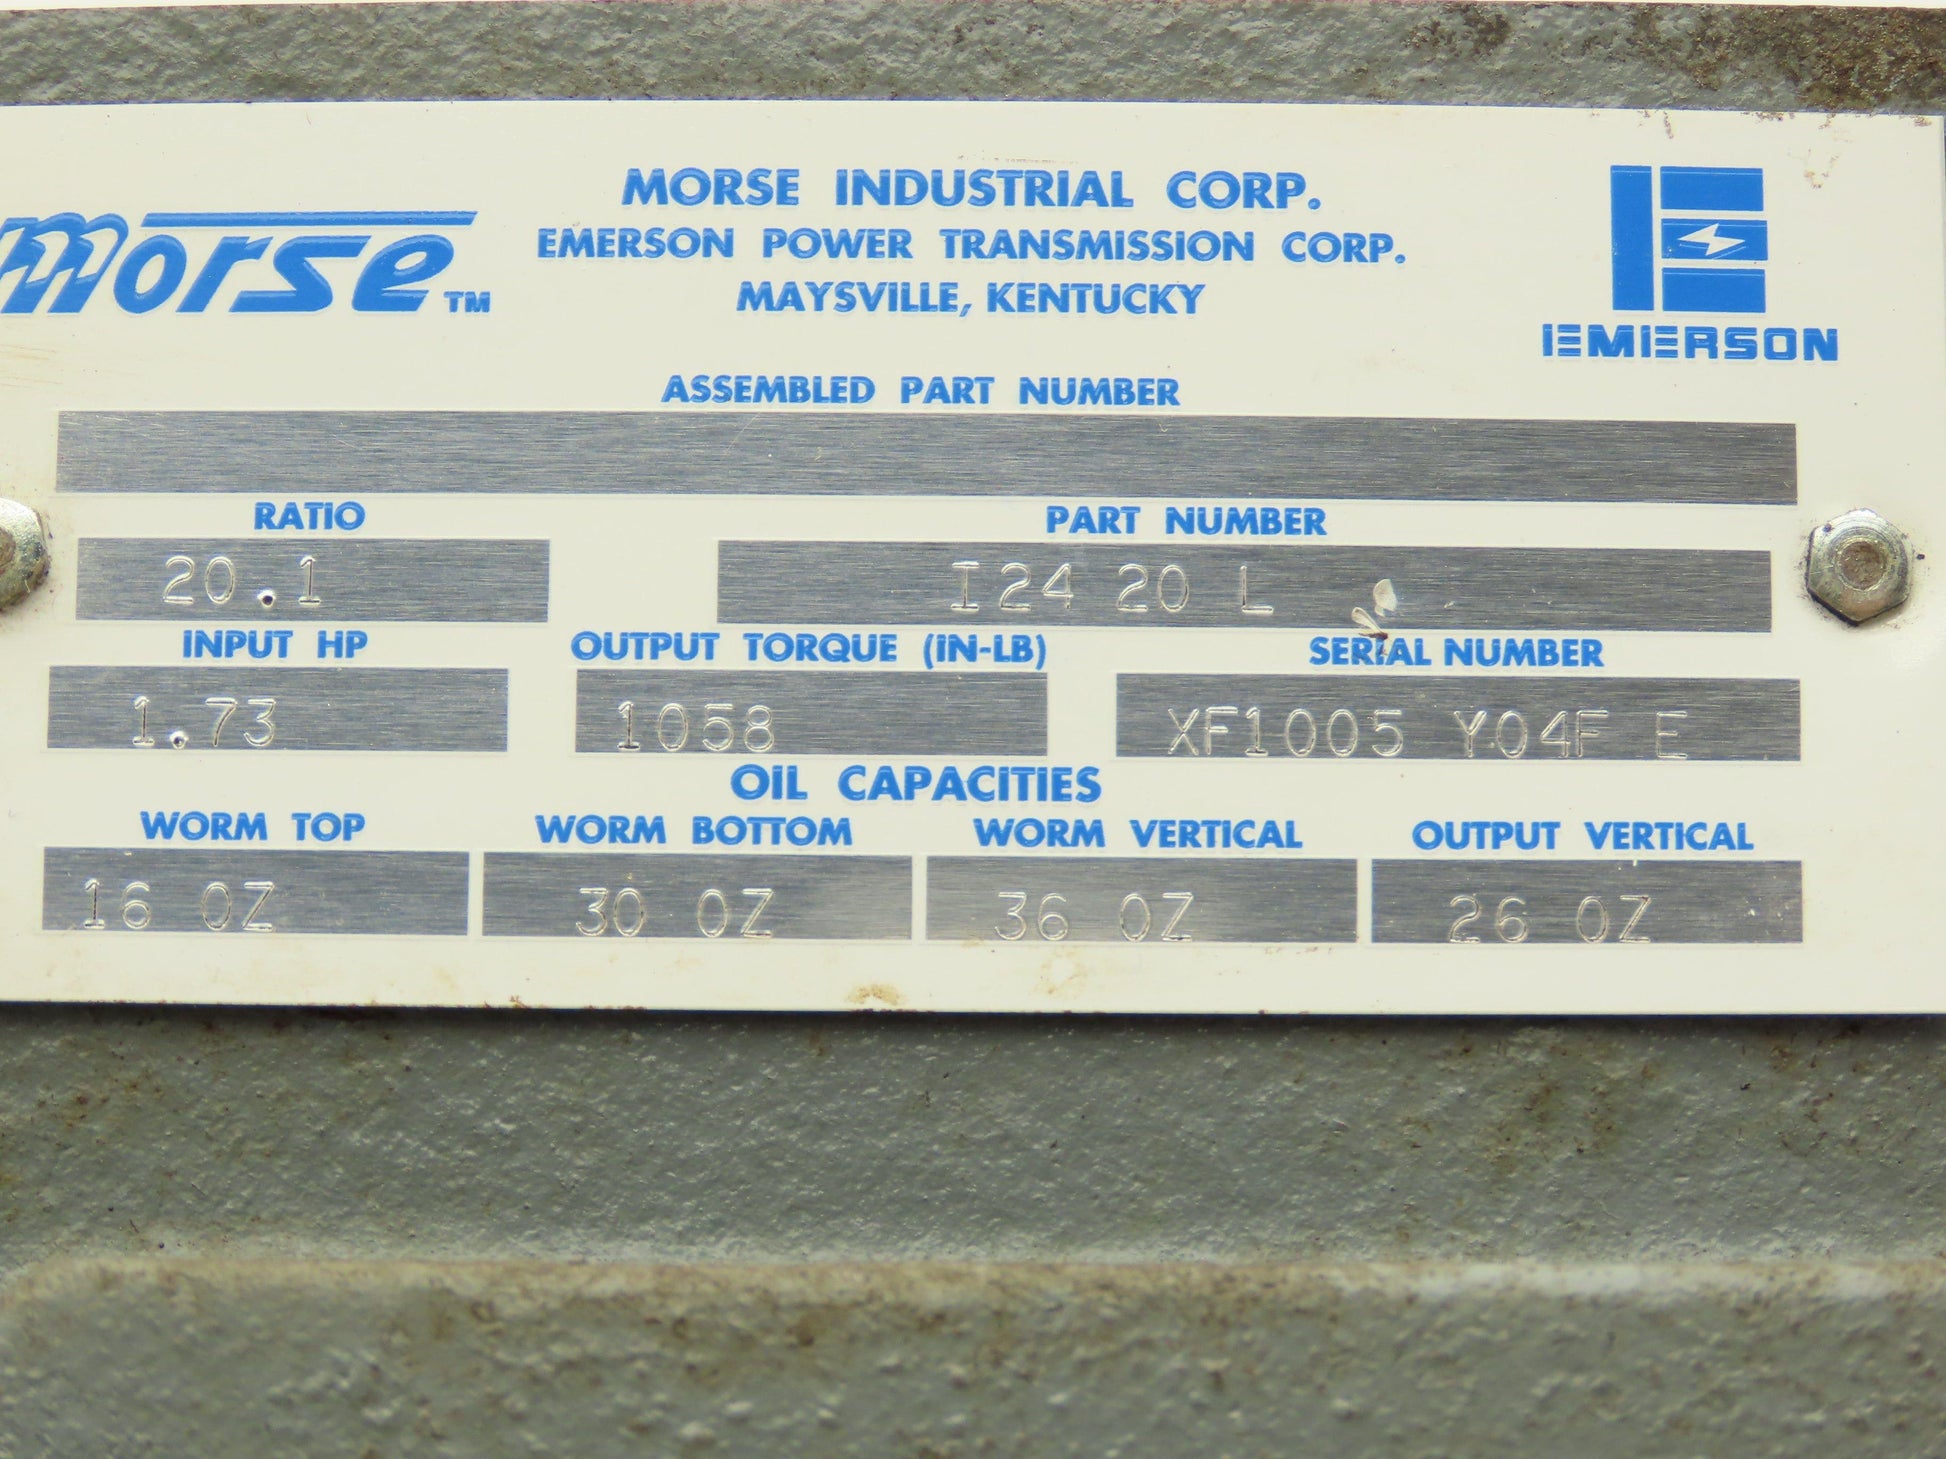 morse TM
MORSE INDUSTRIAL CORP.
EMERSON POWER TRANSMISSION CORP.
MAYSVILLE, KENTUCKY
EMERSON
ASSEMBLED PART NUMBER
RATIO PART NUMBER
20.1 I24 20 L
INPUT HP OUTPUT TORQUE (IN-LB) SERIAL NUMBER
1.73 1058 XF1005 Y04F E
OIL CAPACITIES
WORM TOP WORM BOTTOM WORM VERTICAL OUTPUT VERTICAL
16 OZ 30 OZ 36 OZ 26 OZ